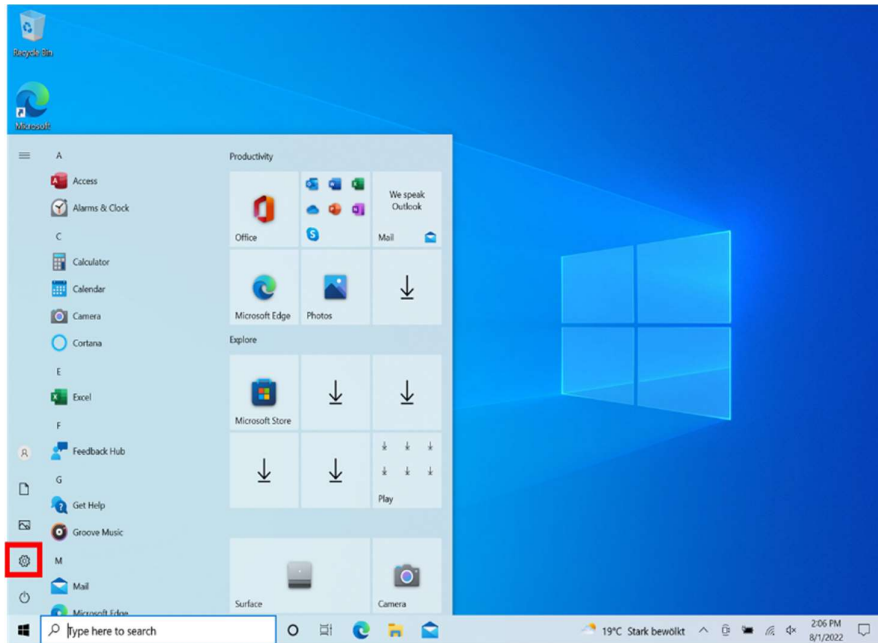 Recycle Bin
Microsoft
A
Access
Alarms & Clock
C
Calculator
Calendar
Camera
Cortana
E
Excel
F
Feedback Hub
G
Get Help
Groove Music
M
Mail
Microsoft Edge
Productivity
Office
We speak
Outlook
Mail
Microsoft Edge
Photos
Explore
Microsoft Store
Play
Surface
Camera
Type here to search
19°C Stark bewölkt
2:06 PM
8/1/2022